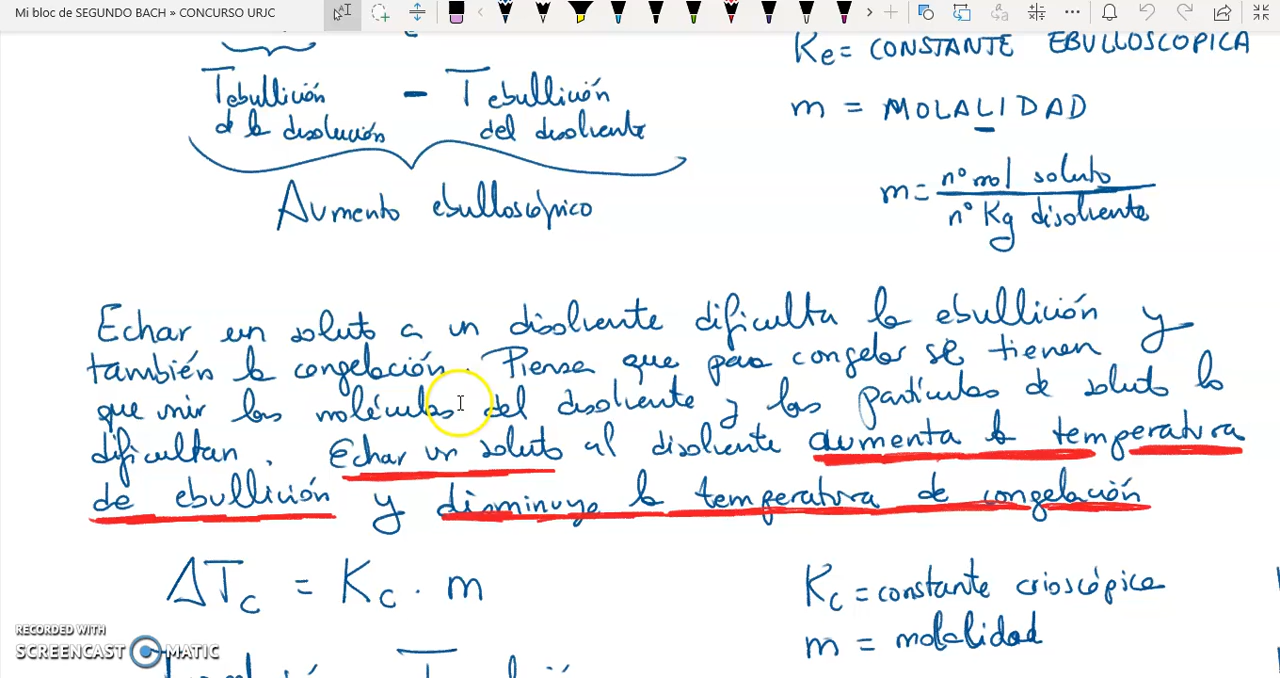 Mi bloc de SEGUNDO BACH » CONCURSO URJC
Ke = CONSTANTE EBULLOSCOPICA
Tebullición de la disolución - Tebullición del disolvente
m = MOLALIDAD
Aumento ebulloscópico
m = nº mol soluto / nº Kg disolvente
Echar un soluto a un disolvente dificulta la ebullición y
también la congelación. Piensa que para congelar se tienen
que unir las moléculas del disolvente y las partículas de soluto lo
dificultan. Echar un soluto al disolvente aumenta la temperatura
de ebullición y disminuye la temperatura de congelación
ΔTc = Kc · m
Kc = constante crioscópica
m = molalidad
RECORDED WITH
SCREENCAST MATIC